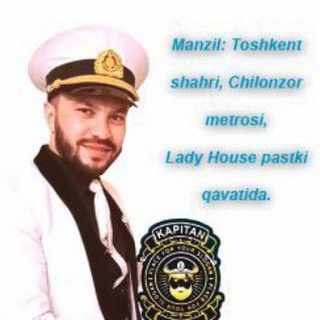 Manzil: Toshkent
shahri, Chilonzor
metrosi,
Lady House pastki
qavatida.
KAPITAN